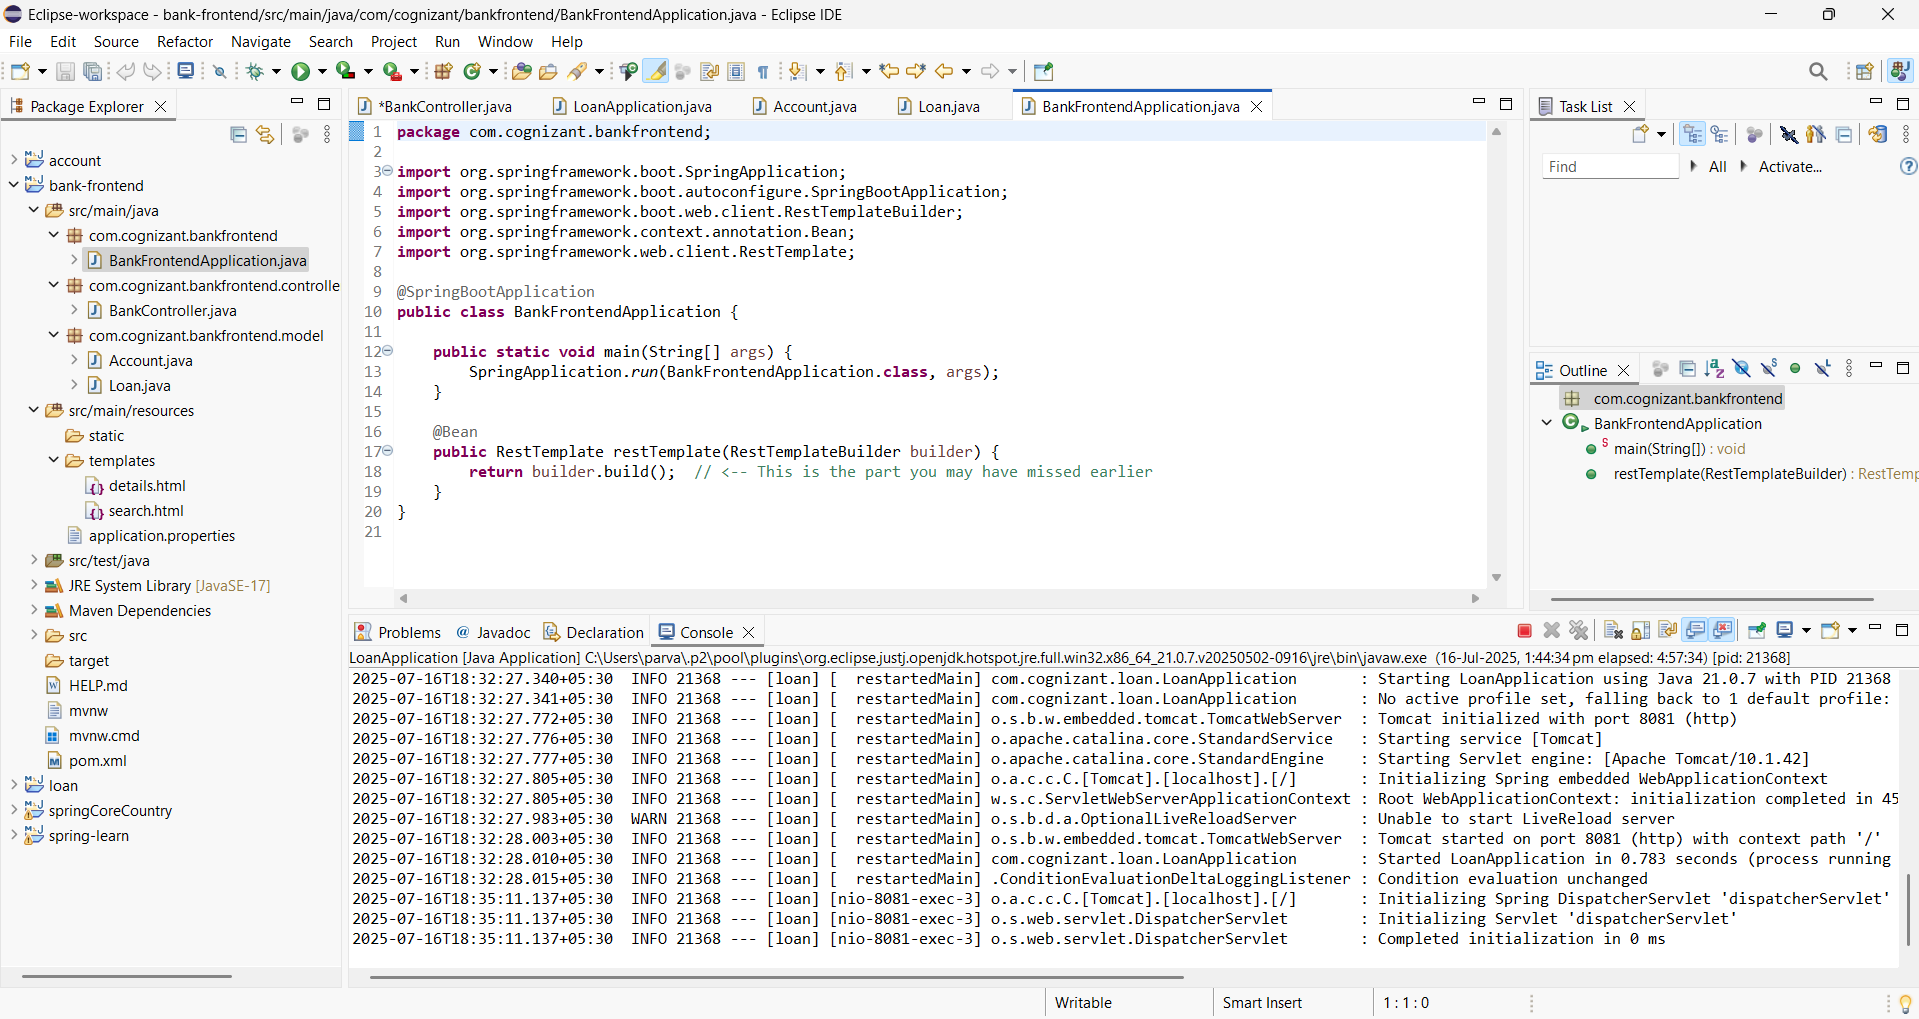 Eclipse-workspace - bank-frontend/src/main/java/com/cognizant/bankfrontend/BankFrontendApplication.java - Eclipse IDE
File Edit Source Refactor Navigate Search Project Run Window Help
Package Explorer
account
bank-frontend
src/main/java
com.cognizant.bankfrontend
BankFrontendApplication.java
com.cognizant.bankfrontend.controlle
BankController.java
com.cognizant.bankfrontend.model
Account.java
Loan.java
src/main/resources
static
templates
details.html
search.html
application.properties
src/test/java
JRE System Library [JavaSE-17]
Maven Dependencies
src
target
HELP.md
mvnw
mvnw.cmd
pom.xml
loan
springCoreCountry
spring-learn
*BankController.java LoanApplication.java Account.java Loan.java BankFrontendApplication.java
1 package com.cognizant.bankfrontend;
2
3 import org.springframework.boot.SpringApplication;
4 import org.springframework.boot.autoconfigure.SpringBootApplication;
5 import org.springframework.boot.web.client.RestTemplateBuilder;
6 import org.springframework.context.annotation.Bean;
7 import org.springframework.web.client.RestTemplate;
8
9 @SpringBootApplication
10 public class BankFrontendApplication {
11
12 public static void main(String[] args) {
13 SpringApplication.run(BankFrontendApplication.class, args);
14 }
15
16 @Bean
17 public RestTemplate restTemplate(RestTemplateBuilder builder) {
18 return builder.build(); // <-- This is the part you may have missed earlier
19 }
20 }
21
Task List
Find All Activate...
Outline
com.cognizant.bankfrontend
BankFrontendApplication
main(String[]) : void
restTemplate(RestTemplateBuilder) : RestTemp
Problems Javadoc Declaration Console
LoanApplication [Java Application] C:\Users\parva\.p2\pool\plugins\org.eclipse.justj.openjdk.hotspot.jre.full.win32.x86_64_21.0.7.v20250502-0916\jre\bin\javaw.exe (16-Jul-2025, 1:44:34 pm elapsed: 4:57:34) [pid: 21368]
2025-07-16T18:32:27.340+05:30 INFO 21368 --- [loan] [ restartedMain] com.cognizant.loan.LoanApplication : Starting LoanApplication using Java 21.0.7 with PID 21368
2025-07-16T18:32:27.341+05:30 INFO 21368 --- [loan] [ restartedMain] com.cognizant.loan.LoanApplication : No active profile set, falling back to 1 default profile:
2025-07-16T18:32:27.772+05:30 INFO 21368 --- [loan] [ restartedMain] o.s.b.w.embedded.tomcat.TomcatWebServer : Tomcat initialized with port 8081 (http)
2025-07-16T18:32:27.776+05:30 INFO 21368 --- [loan] [ restartedMain] o.apache.catalina.core.StandardService : Starting service [Tomcat]
2025-07-16T18:32:27.777+05:30 INFO 21368 --- [loan] [ restartedMain] o.apache.catalina.core.StandardEngine : Starting Servlet engine: [Apache Tomcat/10.1.42]
2025-07-16T18:32:27.805+05:30 INFO 21368 --- [loan] [ restartedMain] o.a.c.c.C.[Tomcat].[localhost].[/] : Initializing Spring embedded WebApplicationContext
2025-07-16T18:32:27.805+05:30 INFO 21368 --- [loan] [ restartedMain] w.s.c.ServletWebServerApplicationContext : Root WebApplicationContext: initialization completed in 45
2025-07-16T18:32:27.983+05:30 WARN 21368 --- [loan] [ restartedMain] o.s.b.d.a.OptionalLiveReloadServer : Unable to start LiveReload server
2025-07-16T18:32:28.003+05:30 INFO 21368 --- [loan] [ restartedMain] o.s.b.w.embedded.tomcat.TomcatWebServer : Tomcat started on port 8081 (http) with context path '/'
2025-07-16T18:32:28.010+05:30 INFO 21368 --- [loan] [ restartedMain] com.cognizant.loan.LoanApplication : Started LoanApplication in 0.783 seconds (process running
2025-07-16T18:32:28.015+05:30 INFO 21368 --- [loan] [ restartedMain] .ConditionEvaluationDeltaLoggingListener : Condition evaluation unchanged
2025-07-16T18:35:11.137+05:30 INFO 21368 --- [loan] [nio-8081-exec-3] o.a.c.c.C.[Tomcat].[localhost].[/] : Initializing Spring DispatcherServlet 'dispatcherServlet'
2025-07-16T18:35:11.137+05:30 INFO 21368 --- [loan] [nio-8081-exec-3] o.s.web.servlet.DispatcherServlet : Initializing Servlet 'dispatcherServlet'
2025-07-16T18:35:11.137+05:30 INFO 21368 --- [loan] [nio-8081-exec-3] o.s.web.servlet.DispatcherServlet : Completed initialization in 0 ms
Writable Smart Insert 1 : 1 : 0